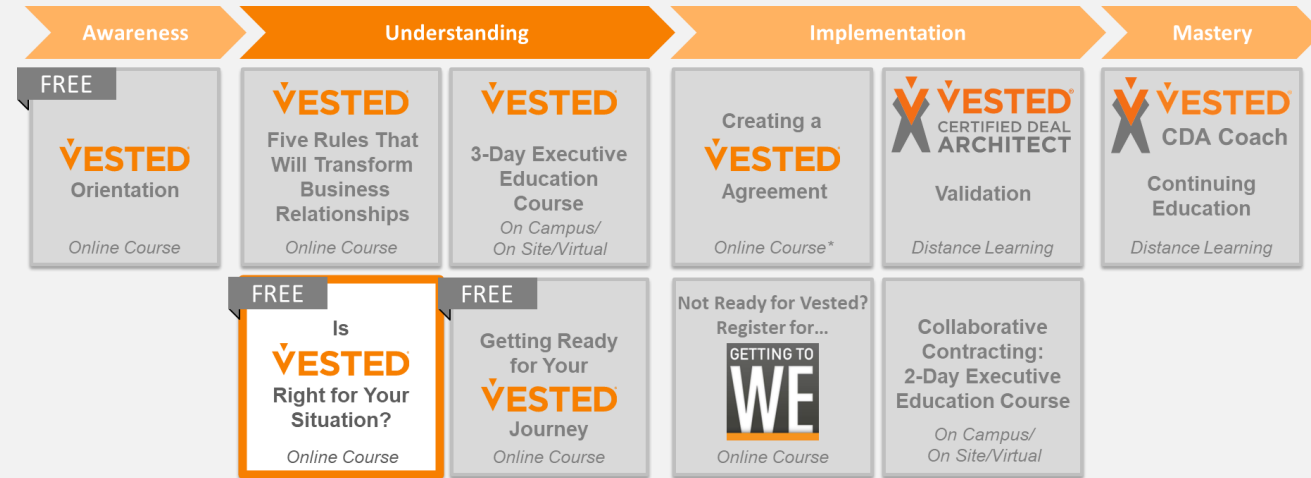 Awareness
Understanding
Implementation
Mastery
FREE
VESTED
Orientation
Online Course
VESTED
Five Rules That
Will Transform
Business
Relationships
Online Course
VESTED
3-Day Executive
Education
Course
On Campus/
On Site/Virtual
Creating a
VESTED
Agreement
Online Course*
VESTED®
CERTIFIED DEAL
ARCHITECT
Validation
Distance Learning
VESTED®
CDA Coach
Continuing
Education
Distance Learning
FREE
Is
VESTED
Right for Your
Situation?
Online Course
FREE
Getting Ready
for Your
VESTED
Journey
Online Course
Not Ready for Vested?
Register for...
GETTING TO
WE
Online Course
Collaborative
Contracting:
2-Day Executive
Education Course
On Campus/
On Site/Virtual